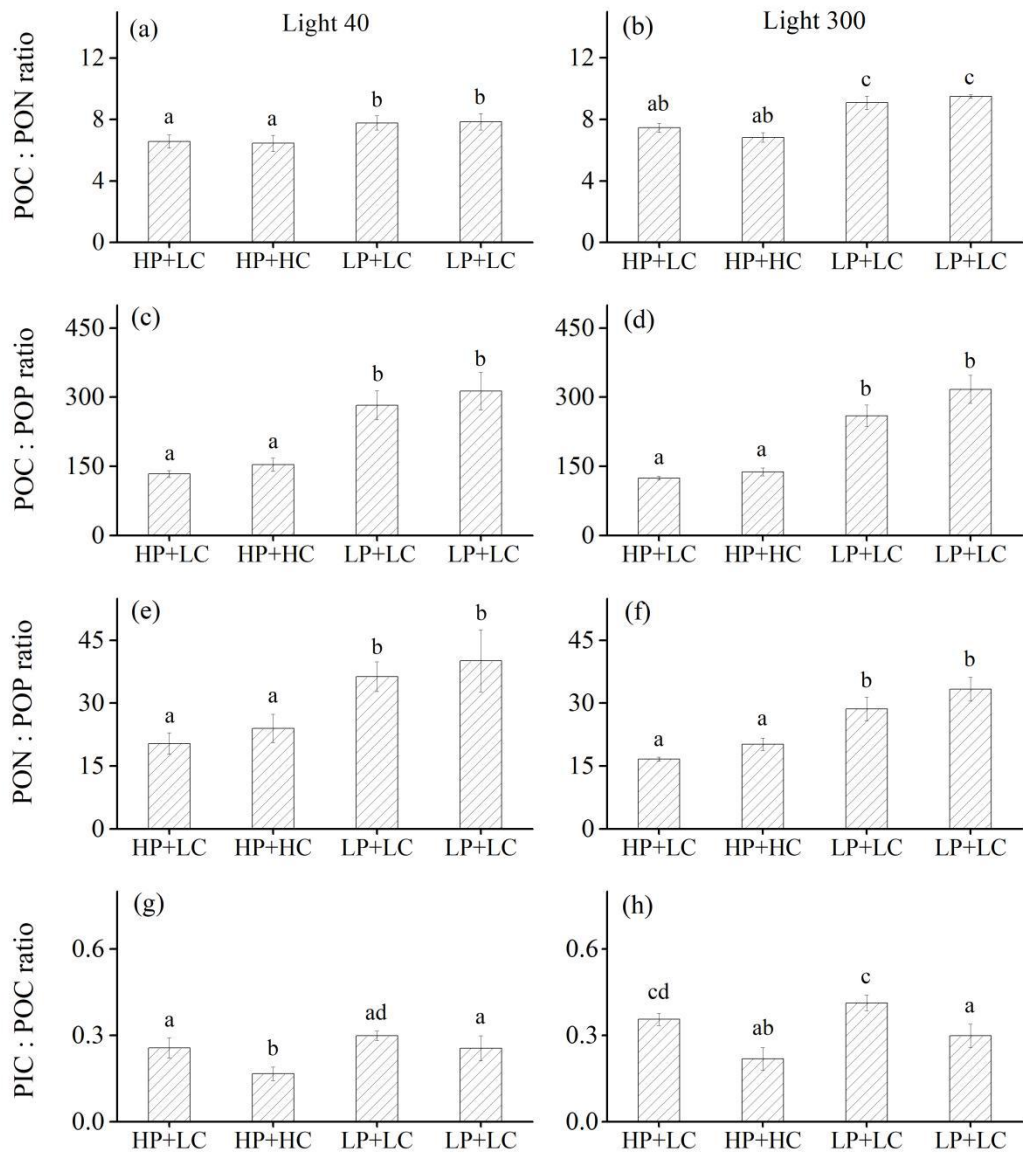 Light 40
Light 300
(a)
POC : PON ratio
12
8
4
0
a
a
b
b
HP+LC HP+HC LP+LC LP+LC
(b)
12
8
4
0
ab
ab
c
c
HP+LC HP+HC LP+LC LP+LC
(c)
POC : POP ratio
450
300
150
0
a
a
b
b
HP+LC HP+HC LP+LC LP+LC
(d)
450
300
150
0
a
a
b
b
HP+LC HP+HC LP+LC LP+LC
(e)
PON : POP ratio
45
30
15
0
a
a
b
b
HP+LC HP+HC LP+LC LP+LC
(f)
45
30
15
0
a
a
b
b
HP+LC HP+HC LP+LC LP+LC
(g)
PIC : POC ratio
0.6
0.3
0.0
a
b
ad
a
HP+LC HP+HC LP+LC LP+LC
(h)
0.6
0.3
0.0
cd
ab
c
a
HP+LC HP+HC LP+LC LP+LC